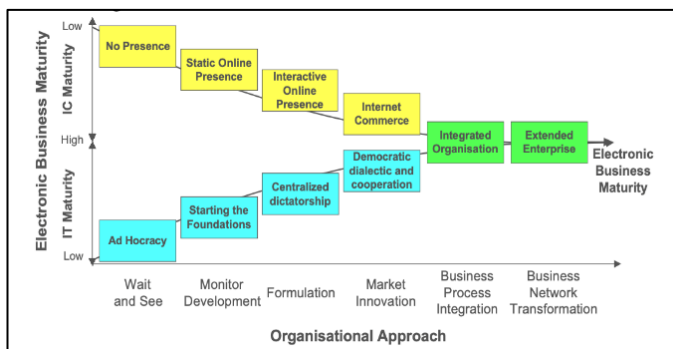 Low
No Presence
Static Online
Presence
Interactive
Online
Presence
Internet
Commerce
Integrated
Organisation
Extended
Enterprise
Electronic
Business
Maturity
High
Democratic
dialectic and
cooperation
Centralized
dictatorship
Starting the
Foundations
Ad Hocracy
Low
Electronic Business Maturity
IC Maturity
IT Maturity
Wait
and See
Monitor
Development
Formulation
Market
Innovation
Business
Process
Integration
Business
Network
Transformation
Organisational Approach